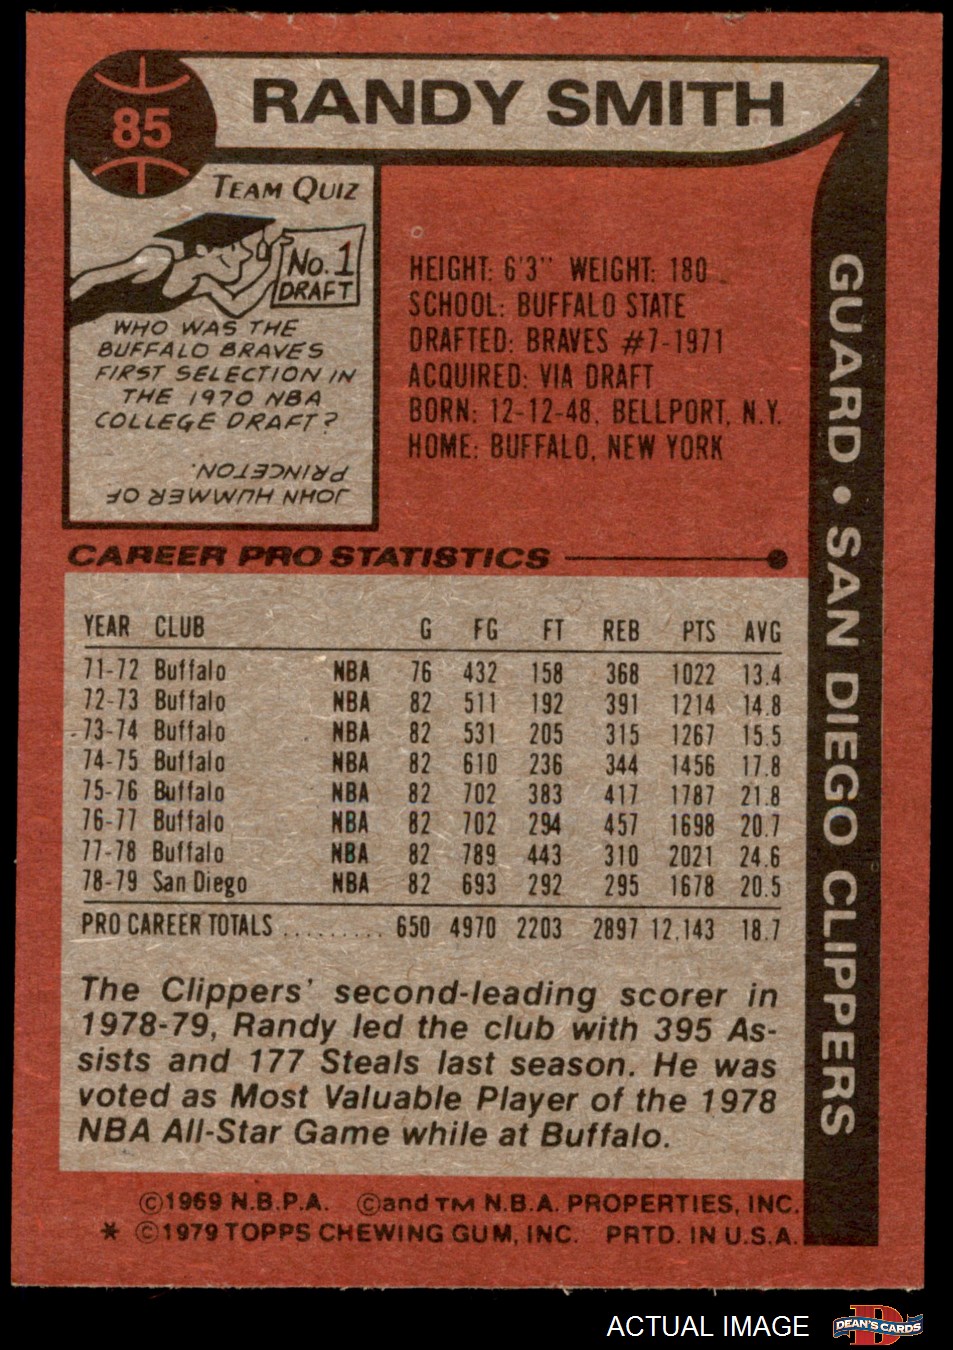 85
RANDY SMITH
TEAM QUIZ
No. 1
DRAFT
WHO WAS THE
BUFFALO BRAVES
FIRST SELECTION IN
THE 1970 NBA
COLLEGE DRAFT?
JOHN HUMMER OF
PRINCETON.
HEIGHT: 6'3" WEIGHT: 180
SCHOOL: BUFFALO STATE
DRAFTED: BRAVES #7-1971
ACQUIRED: VIA DRAFT
BORN: 12-12-48, BELLPORT, N.Y.
HOME: BUFFALO, NEW YORK
GUARD • SAN DIEGO CLIPPERS
CAREER PRO STATISTICS
YEAR CLUB G FG FT REB PTS AVG
71-72 Buffalo NBA 76 432 158 368 1022 13.4
72-73 Buffalo NBA 82 511 192 391 1214 14.8
73-74 Buffalo NBA 82 531 205 315 1267 15.5
74-75 Buffalo NBA 82 610 236 344 1456 17.8
75-76 Buffalo NBA 82 702 383 417 1787 21.8
76-77 Buffalo NBA 82 702 294 457 1698 20.7
77-78 Buffalo NBA 82 789 443 310 2021 24.6
78-79 San Diego NBA 82 693 292 295 1678 20.5
PRO CAREER TOTALS ......... 650 4970 2203 2897 12,143 18.7
The Clippers' second-leading scorer in
1978-79, Randy led the club with 395 As-
sists and 177 Steals last season. He was
voted as Most Valuable Player of the 1978
NBA All-Star Game while at Buffalo.
©1969 N.B.P.A. ©and TM N.B.A. PROPERTIES, INC.
* ©1979 TOPPS CHEWING GUM, INC. PRTD. IN U.S.A.
ACTUAL IMAGE
D
DEAN'S CARDS